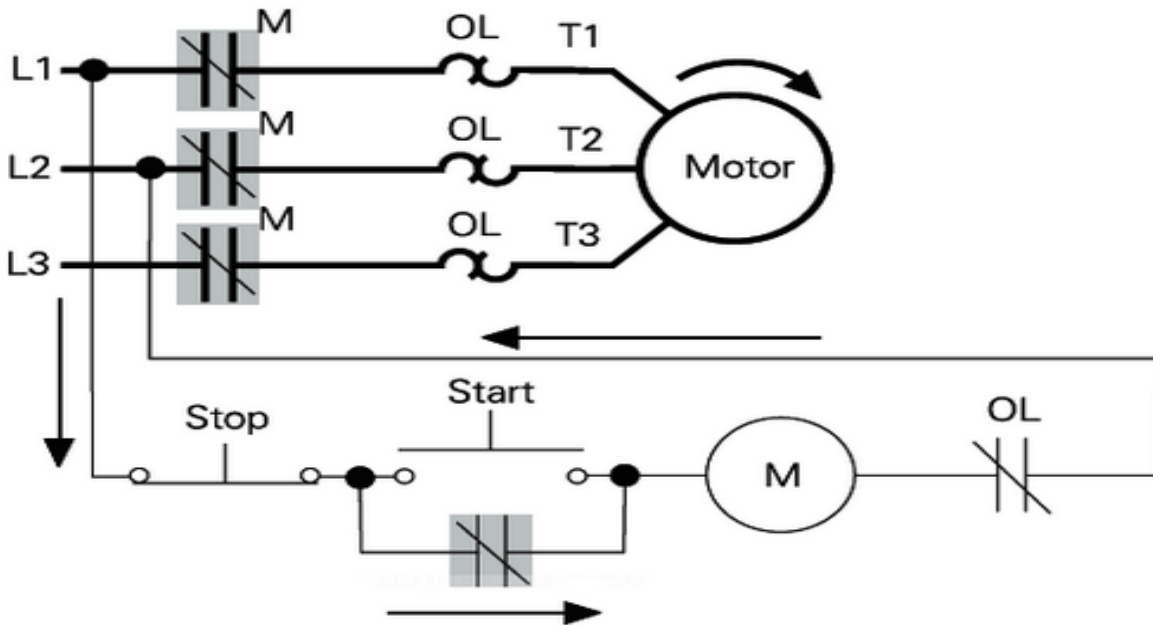 M OL T1
L1
M OL T2
L2 Motor
M OL T3
L3
Start
Stop OL
M